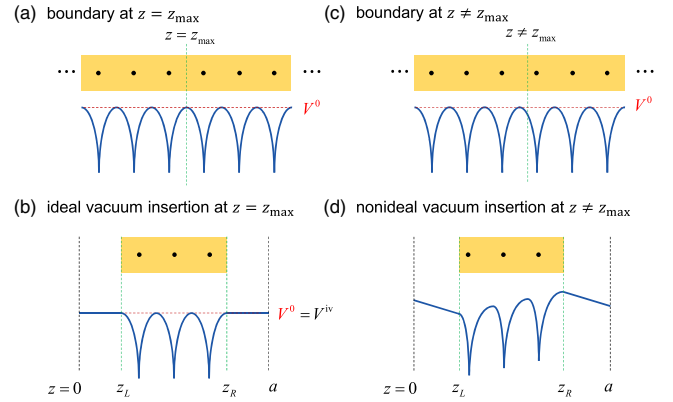 (a) boundary at z = z_max
z = z_max
... ...
V^0
(b) ideal vacuum insertion at z = z_max
V^0 = V^iv
z = 0 z_L z_R a
(c) boundary at z ≠ z_max
z ≠ z_max
... ...
V^0
(d) nonideal vacuum insertion at z ≠ z_max
z = 0 z_L z_R a